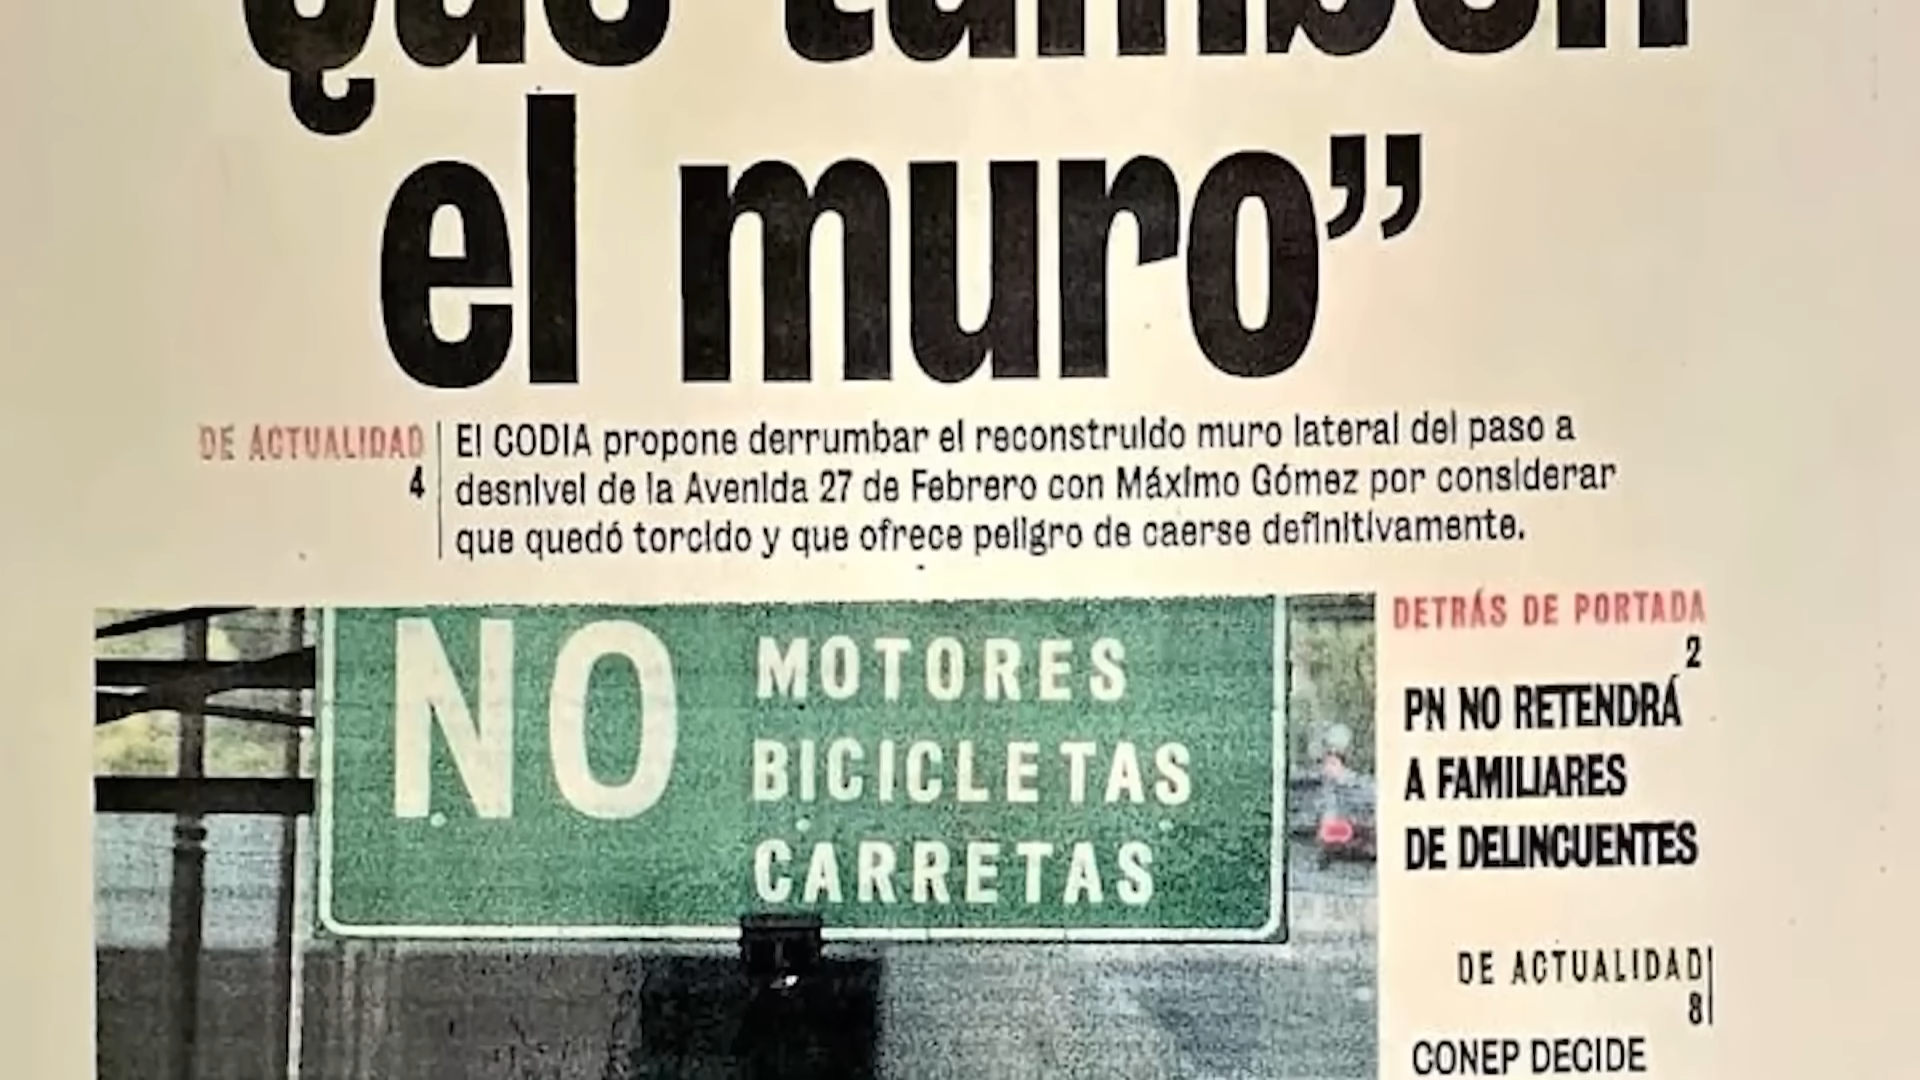 el muro”
DE ACTUALIDAD
4
El CODIA propone derrumbar el reconstruido muro lateral del paso a
desnivel de la Avenida 27 de Febrero con Máximo Gómez por considerar
que quedó torcido y que ofrece peligro de caerse definitivamente.
NO
MOTORES
BICICLETAS
CARRETAS
DETRÁS DE PORTADA
2
PN NO RETENDRÁ
A FAMILIARES
DE DELINCUENTES
DE ACTUALIDAD
8
CONEP DECIDE